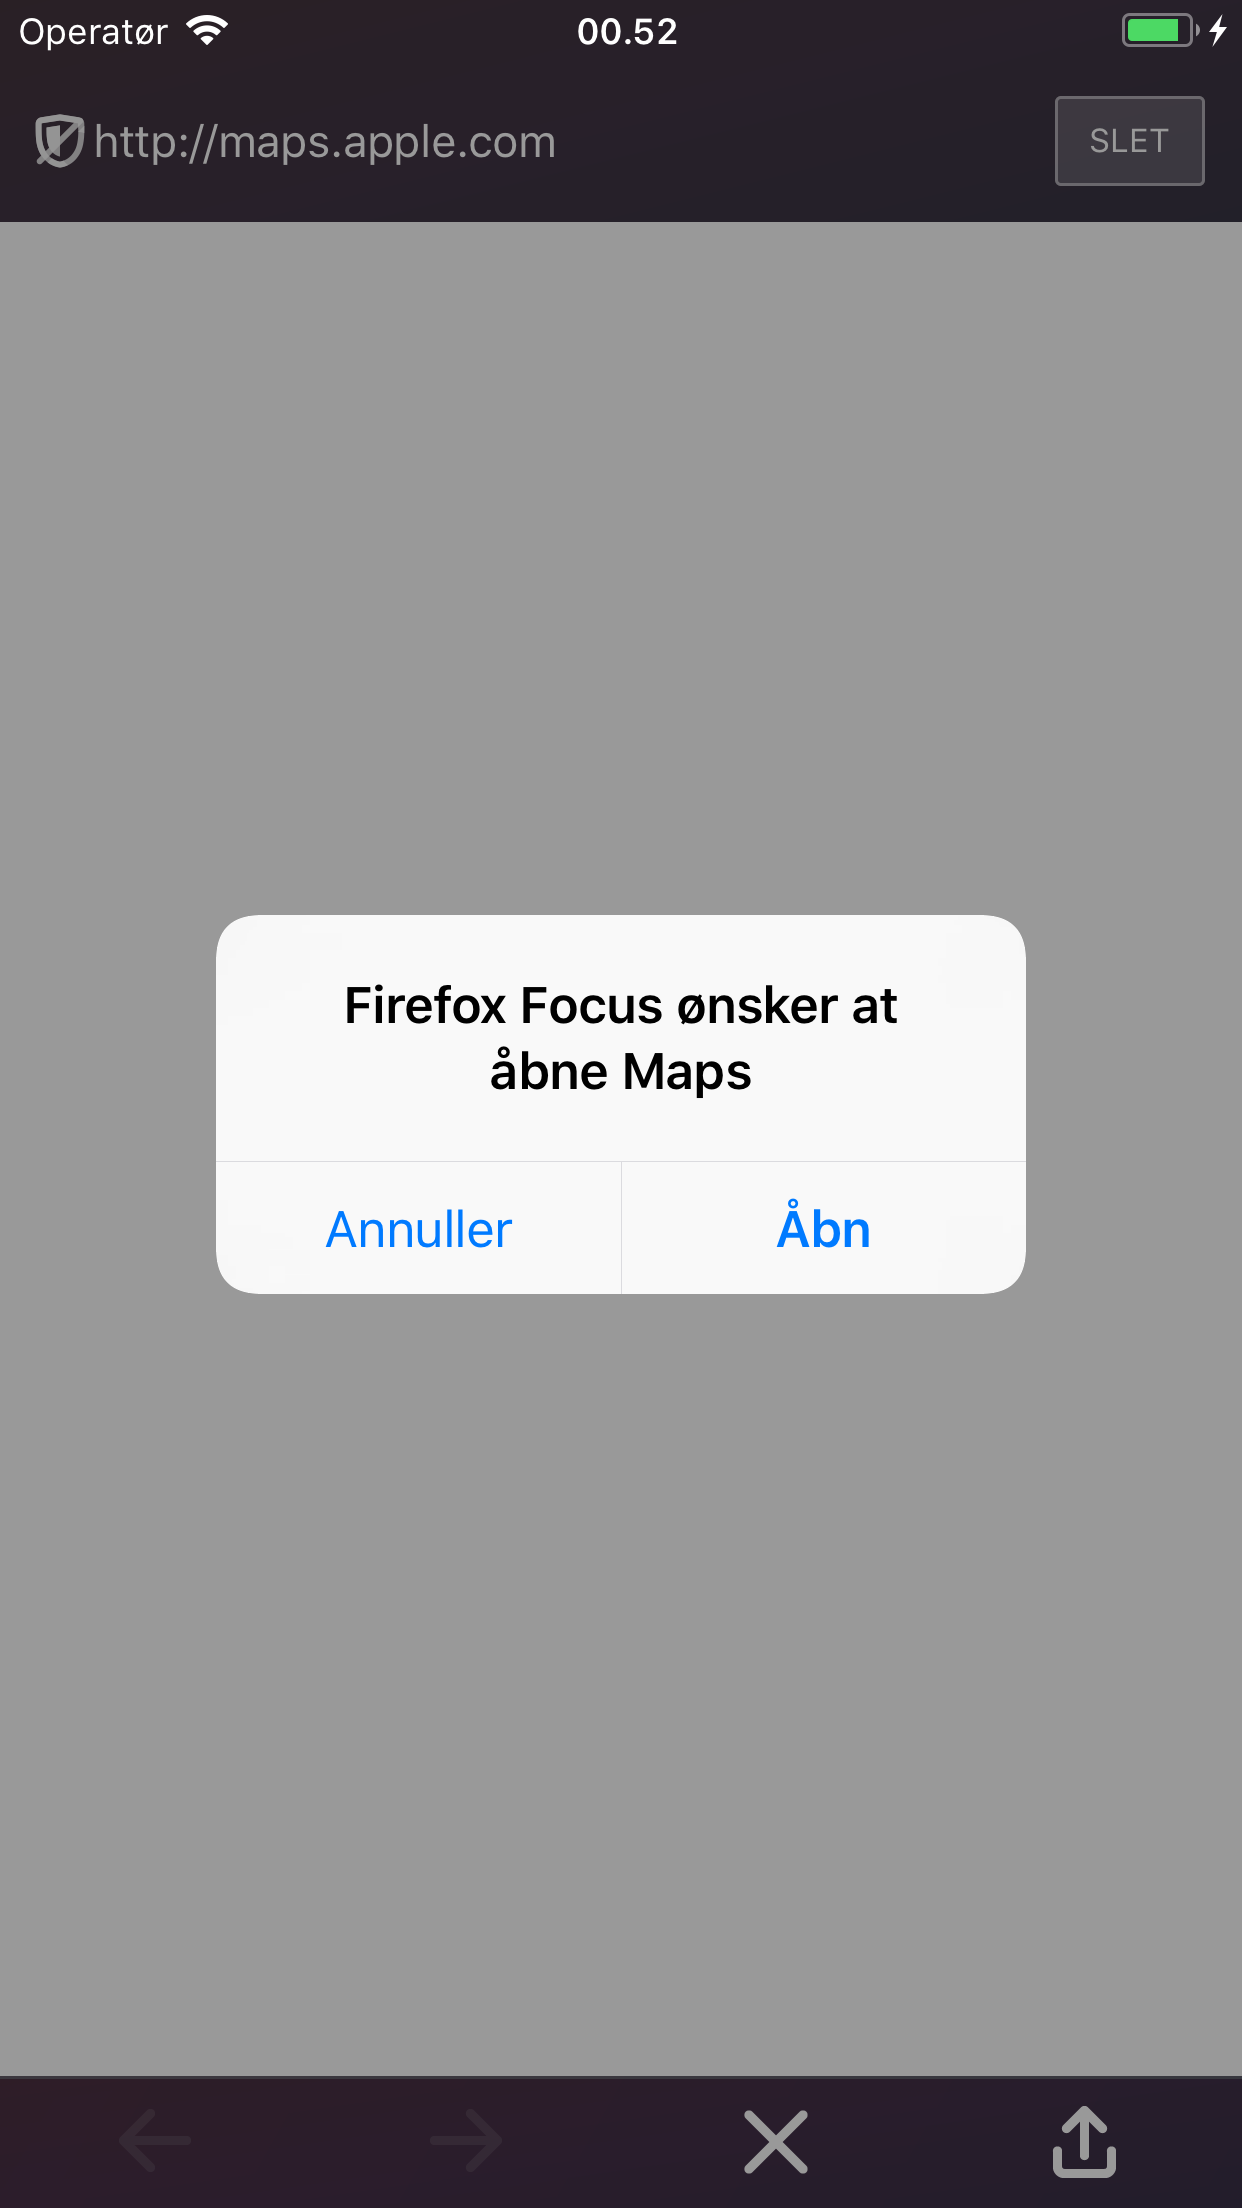 Operatør
00.52
http://maps.apple.com
SLET
Firefox Focus ønsker at
åbne Maps
Annuller
Åbn